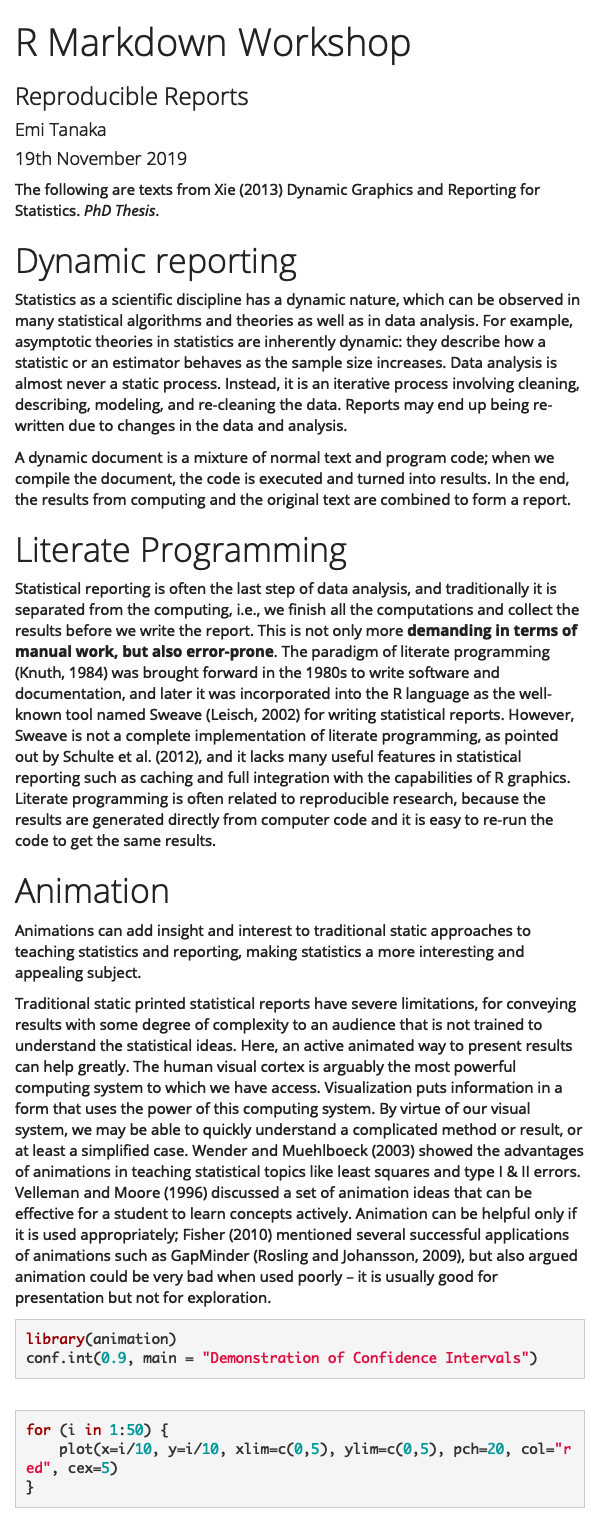 R Markdown Workshop
Reproducible Reports
Emi Tanaka
19th November 2019
The following are texts from Xie (2013) Dynamic Graphics and Reporting for
Statistics. PhD Thesis.
Dynamic reporting
Statistics as a scientific discipline has a dynamic nature, which can be observed in
many statistical algorithms and theories as well as in data analysis. For example,
asymptotic theories in statistics are inherently dynamic: they describe how a
statistic or an estimator behaves as the sample size increases. Data analysis is
almost never a static process. Instead, it is an iterative process involving cleaning,
describing, modeling, and re-cleaning the data. Reports may end up being re-
written due to changes in the data and analysis.
A dynamic document is a mixture of normal text and program code; when we
compile the document, the code is executed and turned into results. In the end,
the results from computing and the original text are combined to form a report.
Literate Programming
Statistical reporting is often the last step of data analysis, and traditionally it is
separated from the computing, i.e., we finish all the computations and collect the
results before we write the report. This is not only more demanding in terms of
manual work, but also error-prone. The paradigm of literate programming
(Knuth, 1984) was brought forward in the 1980s to write software and
documentation, and later it was incorporated into the R language as the well-
known tool named Sweave (Leisch, 2002) for writing statistical reports. However,
Sweave is not a complete implementation of literate programming, as pointed
out by Schulte et al. (2012), and it lacks many useful features in statistical
reporting such as caching and full integration with the capabilities of R graphics.
Literate programming is often related to reproducible research, because the
results are generated directly from computer code and it is easy to re-run the
code to get the same results.
Animation
Animations can add insight and interest to traditional static approaches to
teaching statistics and reporting, making statistics a more interesting and
appealing subject.
Traditional static printed statistical reports have severe limitations, for conveying
results with some degree of complexity to an audience that is not trained to
understand the statistical ideas. Here, an active animated way to present results
can help greatly. The human visual cortex is arguably the most powerful
computing system to which we have access. Visualization puts information in a
form that uses the power of this computing system. By virtue of our visual
system, we may be able to quickly understand a complicated method or result, or
at least a simplified case. Wender and Muehlboeck (2003) showed the advantages
of animations in teaching statistical topics like least squares and type I & II errors.
Velleman and Moore (1996) discussed a set of animation ideas that can be
effective for a student to learn concepts actively. Animation can be helpful only if
it is used appropriately; Fisher (2010) mentioned several successful applications
of animations such as GapMinder (Rosling and Johansson, 2009), but also argued
animation could be very bad when used poorly – it is usually good for
presentation but not for exploration.
library(animation)
conf.int(0.9, main = "Demonstration of Confidence Intervals")
for (i in 1:50) {
    plot(x=i/10, y=i/10, xlim=c(0,5), ylim=c(0,5), pch=20, col="r
ed", cex=5)
}